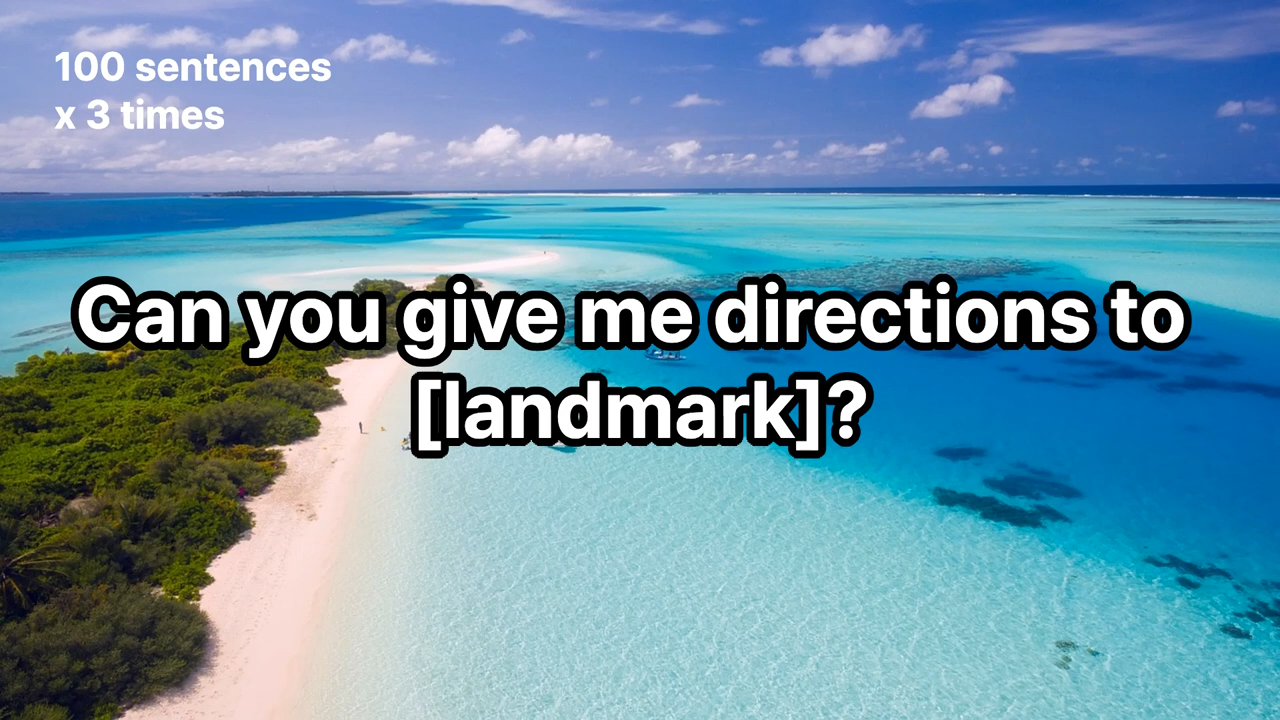 100 sentences
x 3 times
Can you give me directions to
[landmark]?